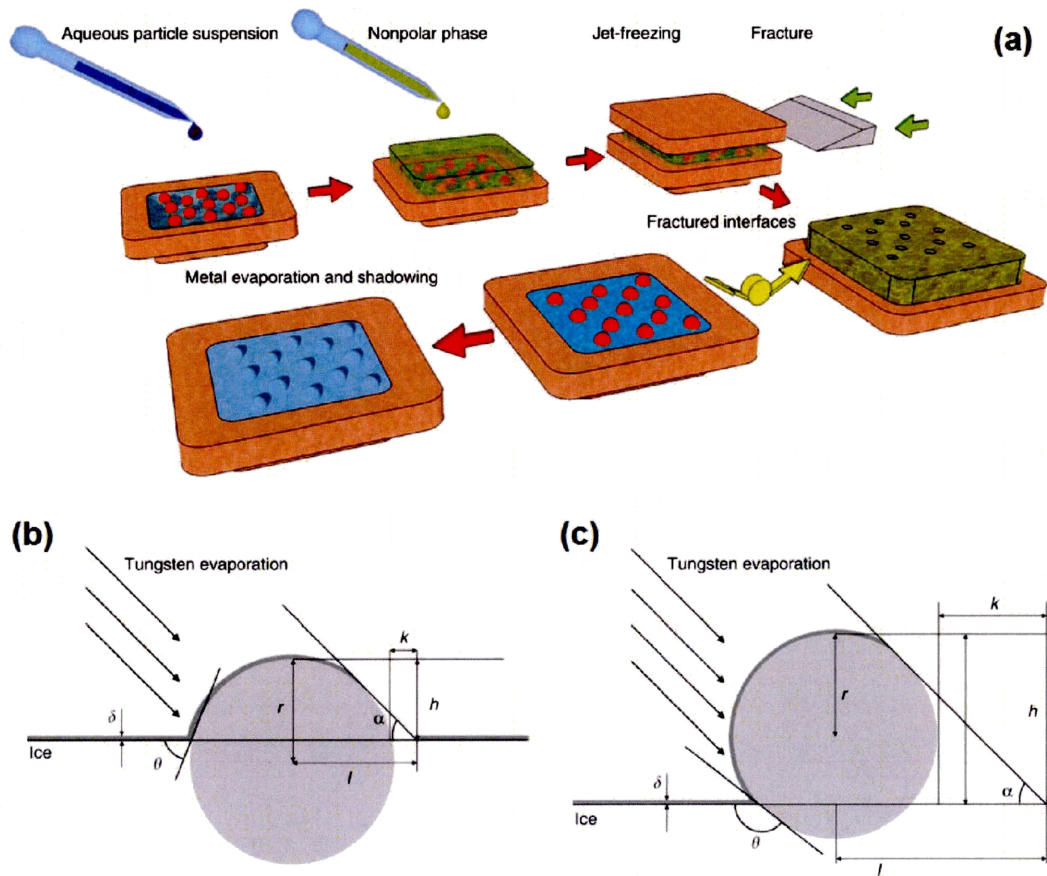 Aqueous particle suspension
Nonpolar phase
Jet-freezing
Fracture
(a)
Fractured interfaces
Metal evaporation and shadowing
(b)
Tungsten evaporation
k
r
h
α
δ
Ice
θ
l
(c)
Tungsten evaporation
k
r
h
δ
α
Ice
θ
l